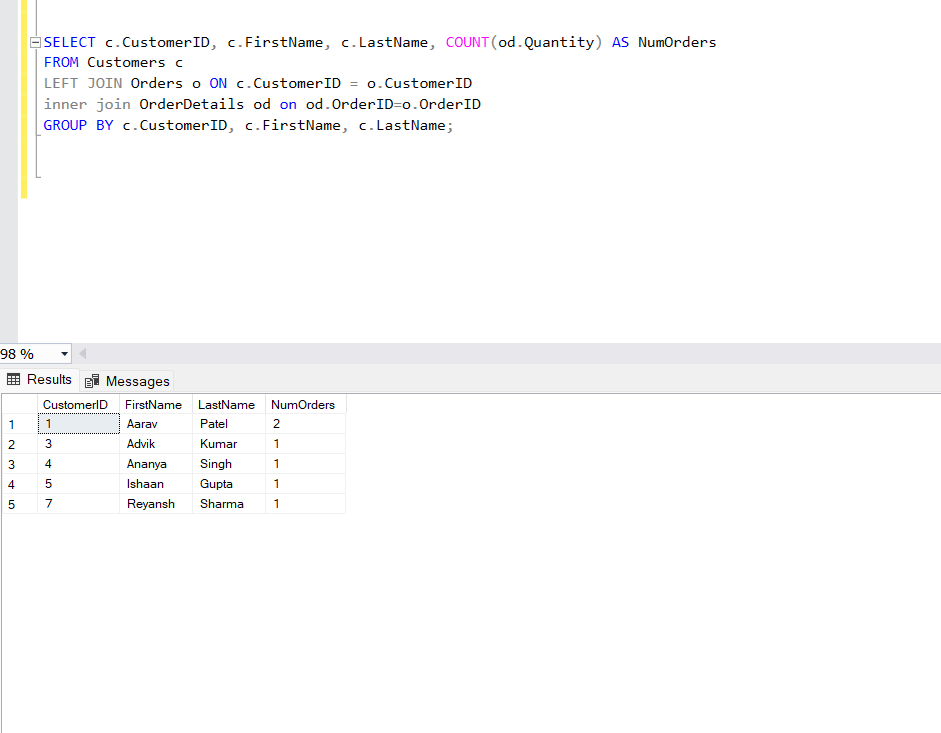 SELECT c.CustomerID, c.FirstName, c.LastName, COUNT(od.Quantity) AS NumOrders
FROM Customers c
LEFT JOIN Orders o ON c.CustomerID = o.CustomerID
inner join OrderDetails od on od.OrderID=o.OrderID
GROUP BY c.CustomerID, c.FirstName, c.LastName;
98 %
Results Messages
CustomerID FirstName LastName NumOrders
1 1 Aarav Patel 2
2 3 Advik Kumar 1
3 4 Ananya Singh 1
4 5 Ishaan Gupta 1
5 7 Reyansh Sharma 1